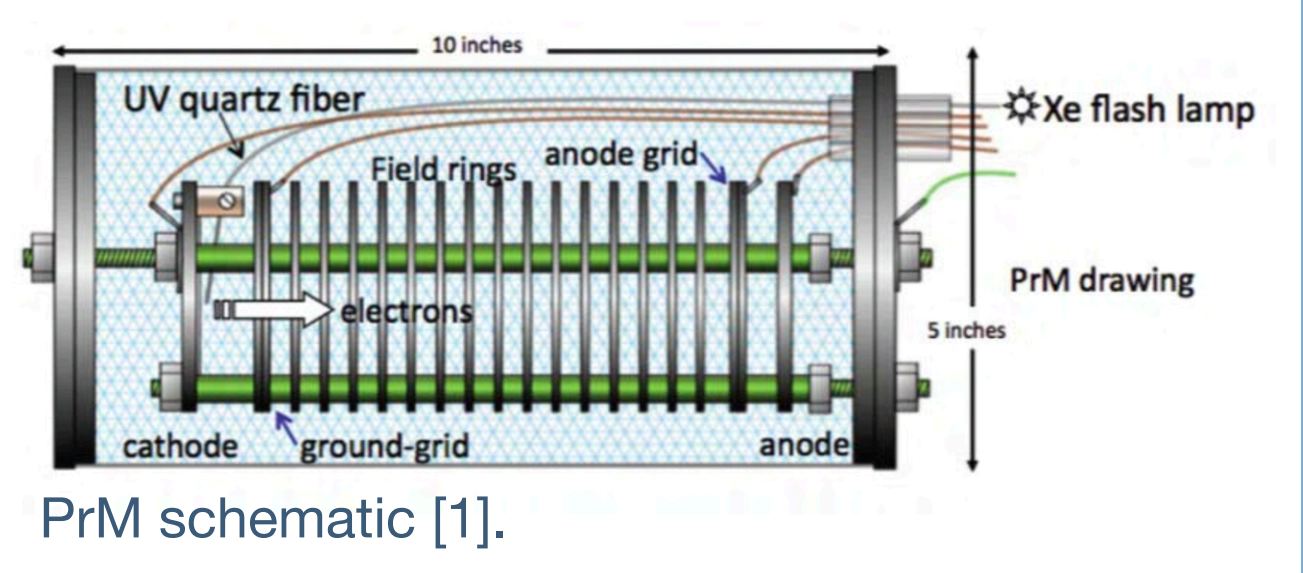 10 inches
UV quartz fiber
Xe flash lamp
anode grid
Field rings
PrM drawing
electrons
5 inches
cathode
ground-grid
anode
PrM schematic [1].